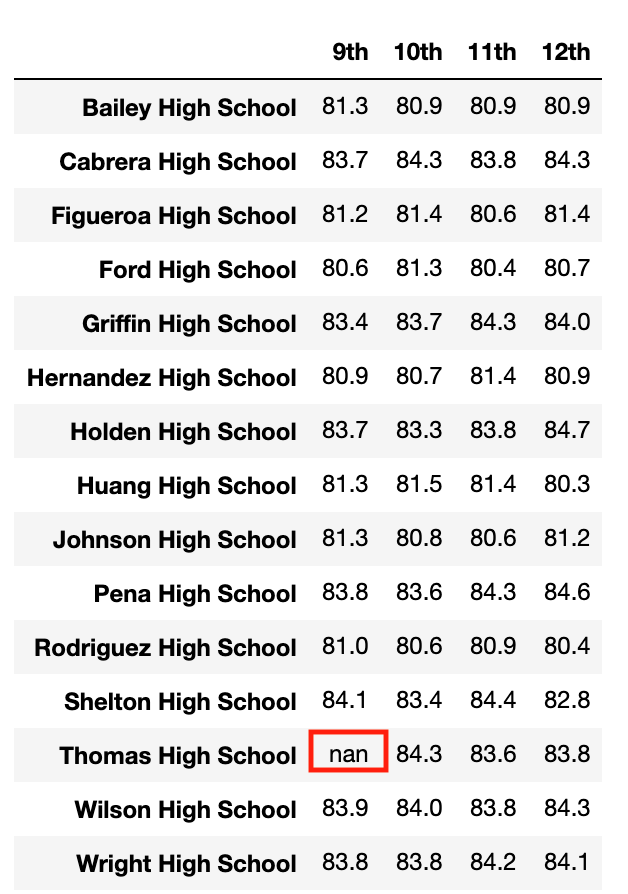 9th 10th 11th 12th
Bailey High School 81.3 80.9 80.9 80.9
Cabrera High School 83.7 84.3 83.8 84.3
Figueroa High School 81.2 81.4 80.6 81.4
Ford High School 80.6 81.3 80.4 80.7
Griffin High School 83.4 83.7 84.3 84.0
Hernandez High School 80.9 80.7 81.4 80.9
Holden High School 83.7 83.3 83.8 84.7
Huang High School 81.3 81.5 81.4 80.3
Johnson High School 81.3 80.8 80.6 81.2
Pena High School 83.8 83.6 84.3 84.6
Rodriguez High School 81.0 80.6 80.9 80.4
Shelton High School 84.1 83.4 84.4 82.8
Thomas High School nan 84.3 83.6 83.8
Wilson High School 83.9 84.0 83.8 84.3
Wright High School 83.8 83.8 84.2 84.1